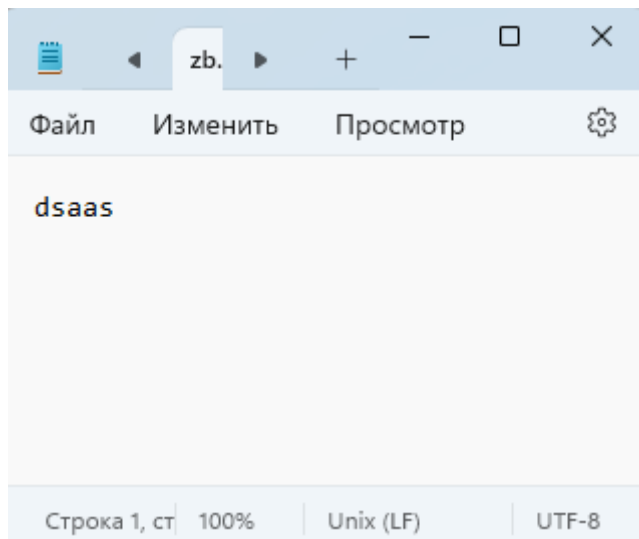 zb.
Файл Изменить Просмотр
dsaas
Строка 1, ст 100% Unix (LF) UTF-8